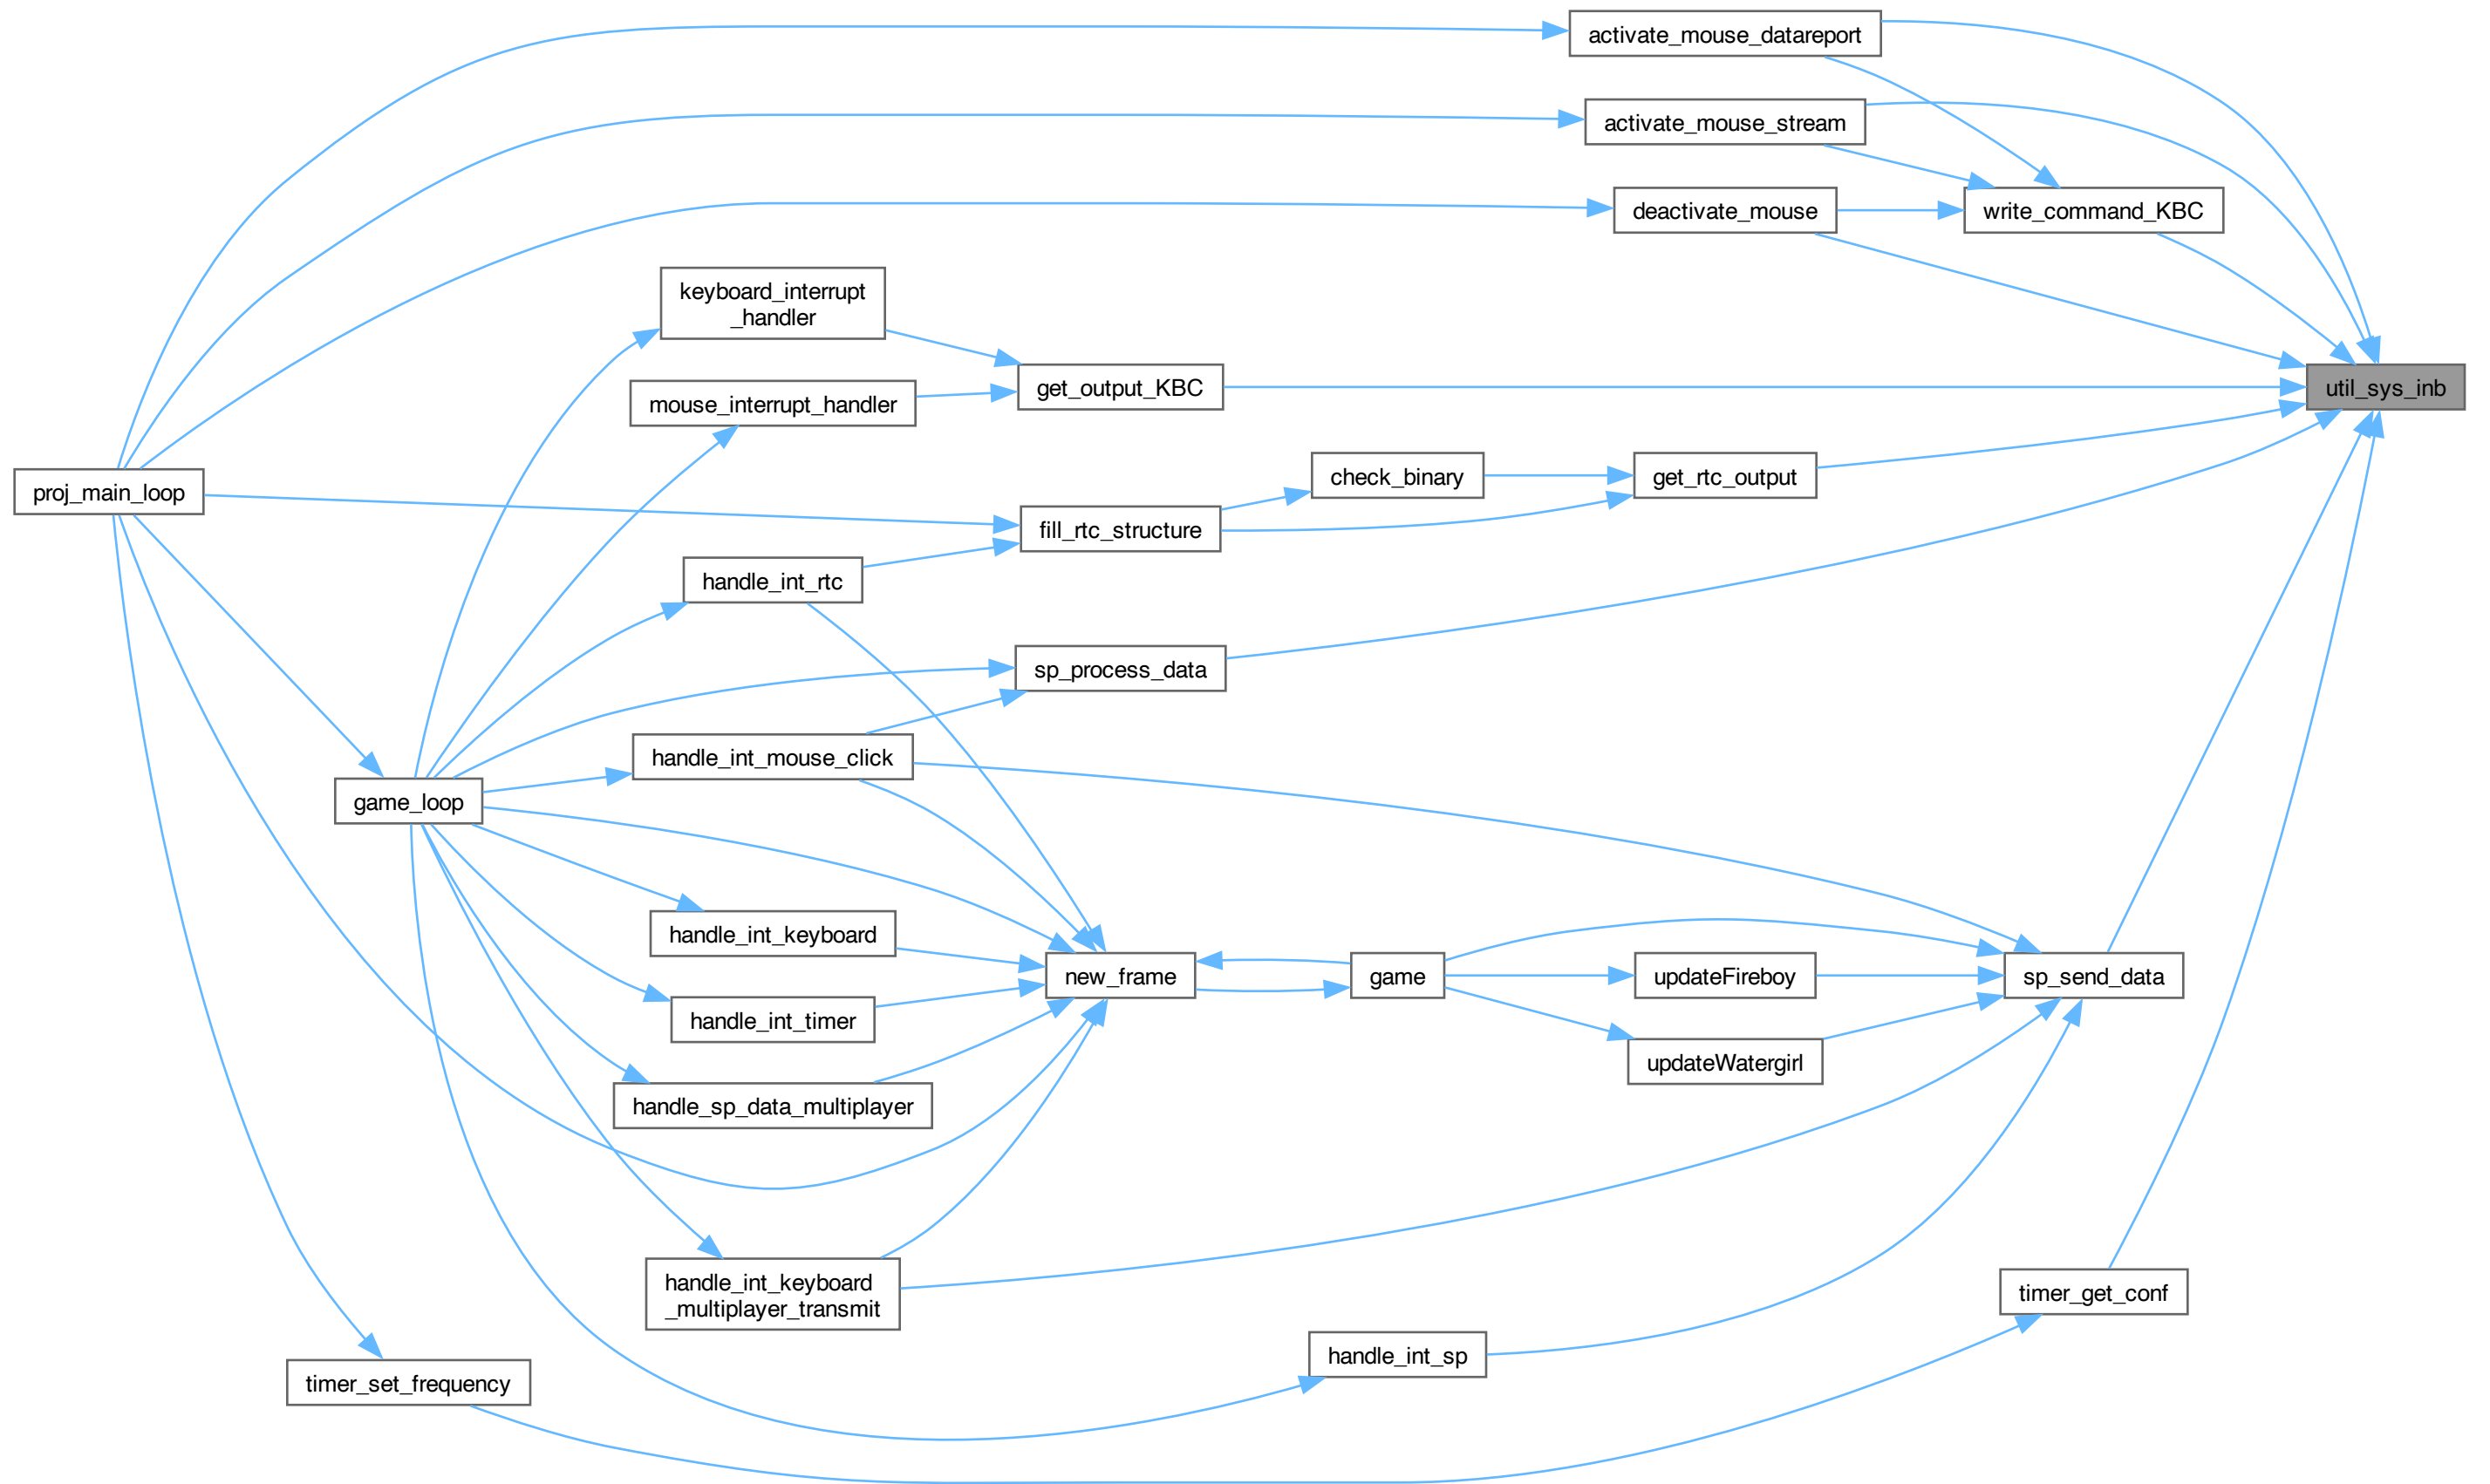 activate_mouse_datareport
activate_mouse_stream
deactivate_mouse
write_command_KBC
keyboard_interrupt
_handler
get_output_KBC
util_sys_inb
mouse_interrupt_handler
proj_main_loop
check_binary
get_rtc_output
fill_rtc_structure
handle_int_rtc
sp_process_data
handle_int_mouse_click
game_loop
handle_int_keyboard
new_frame
game
updateFireboy
sp_send_data
handle_int_timer
updateWatergirl
handle_sp_data_multiplayer
handle_int_keyboard
_multiplayer_transmit
timer_get_conf
handle_int_sp
timer_set_frequency